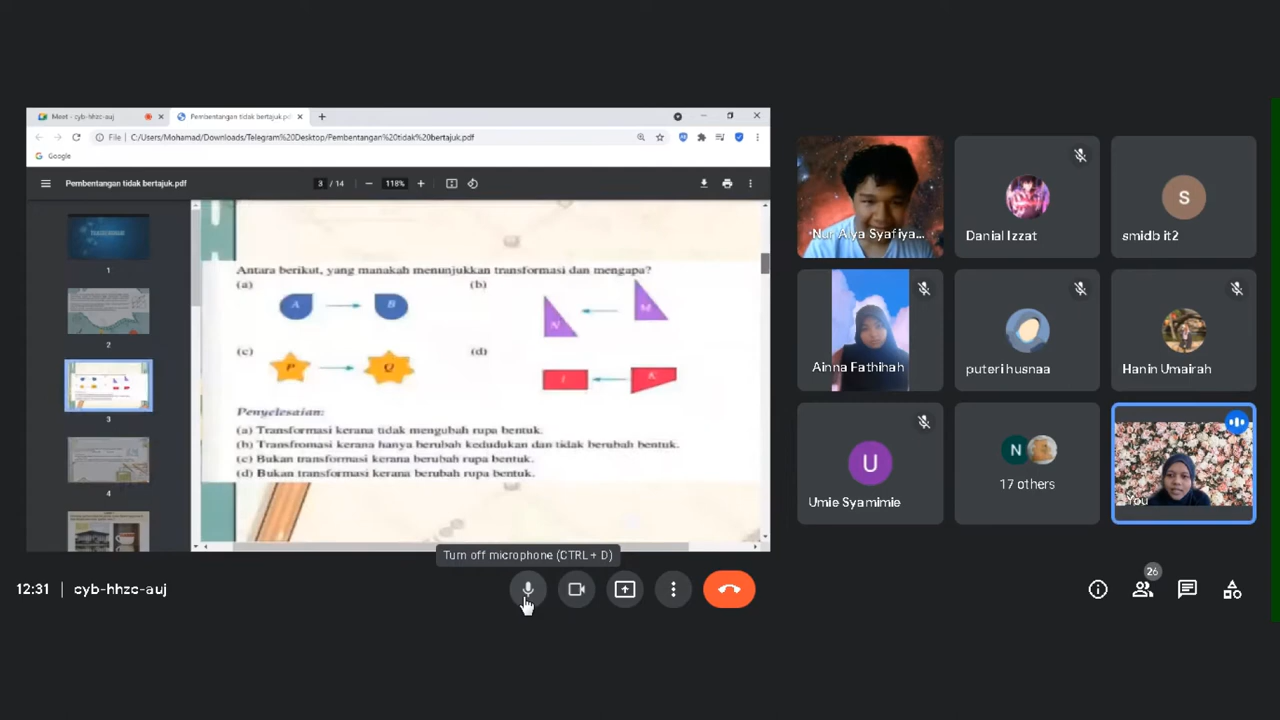 Meet - cyb-hhzc-auj
Pembentangan tidak bertajuk.pdf
File
C:/Users/Mohamad/Downloads/Telegram%20Desktop/Pembentangan%20tidak%20bertajuk.pdf
Google
Pembentangan tidak bertajuk.pdf
3 / 14
118%
1
2
3
4
Antara berikut, yang manakah menunjukkan transformasi dan mengapa?
(a)
A
B
(b)
N
M
(c)
P
Q
(d)
K
Penyelesaian:
(a) Transformasi kerana tidak mengubah rupa bentuk.
(b) Transfromasi kerana hanya berubah kedudukan dan tidak berubah bentuk.
(c) Bukan transformasi kerana berubah rupa bentuk.
(d) Bukan transformasi kerana berubah rupa bentuk.
Nur Alya Syafiya...
Danial Izzat
S
smidb it2
Ainna Fathihah
puteri husnaa
Hanin Umairah
U
Umie Syamimie
N
17 others
You
Turn off microphone (CTRL + D)
12:31 | cyb-hhzc-auj
26